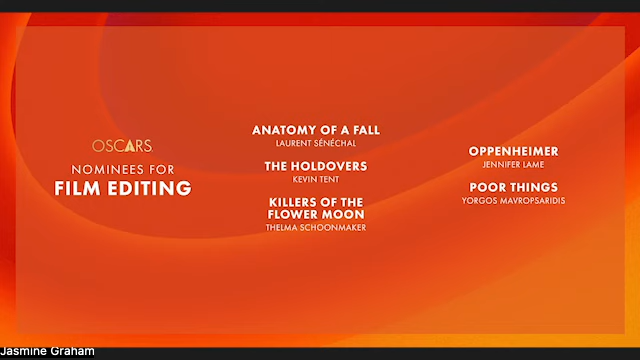 OSCARS
NOMINEES FOR
FILM EDITING
ANATOMY OF A FALL
LAURENT SÉNÉCHAL
THE HOLDOVERS
KEVIN TENT
KILLERS OF THE
FLOWER MOON
THELMA SCHOONMAKER
OPPENHEIMER
JENNIFER LAME
POOR THINGS
YORGOS MAVROPSARIDIS
Jasmine Graham